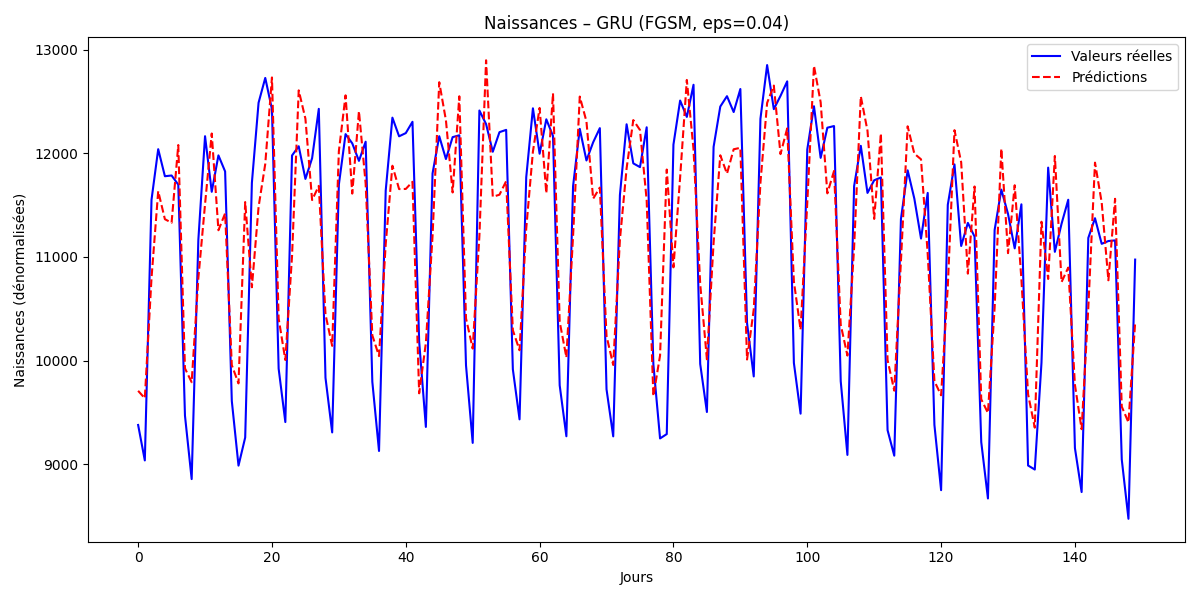 Naissances – GRU (FGSM, eps=0.04)
Valeurs réelles
Prédictions
Naissances (dénormalisées)
13000
12000
11000
10000
9000
0 20 40 60 80 100 120 140
Jours